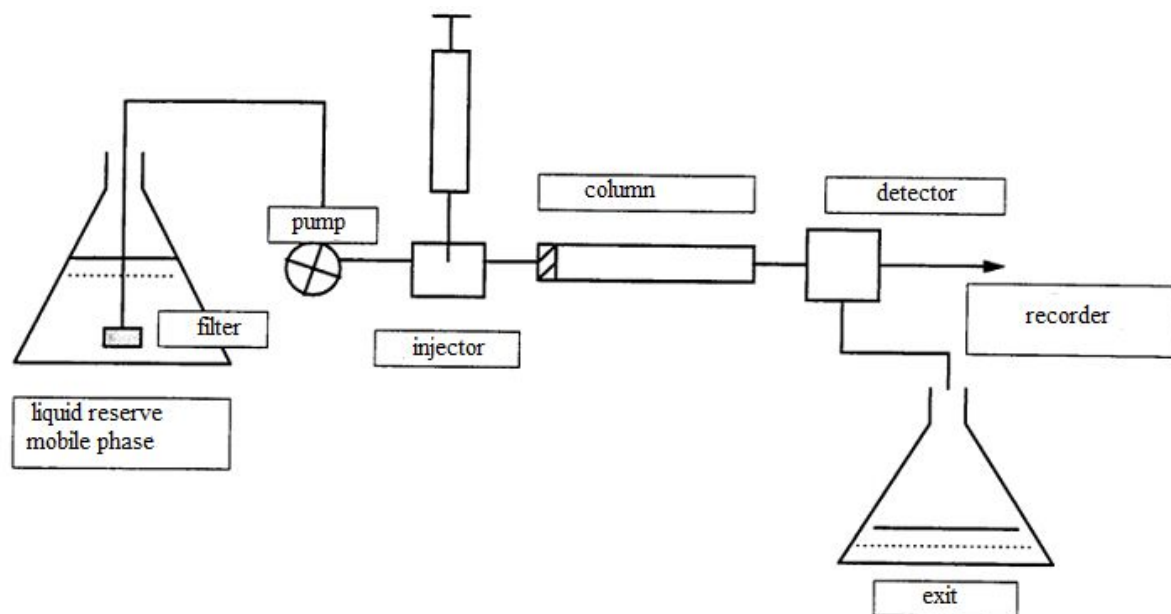 column
detector
pump
filter
injector
recorder
liquid reserve
mobile phase
exit